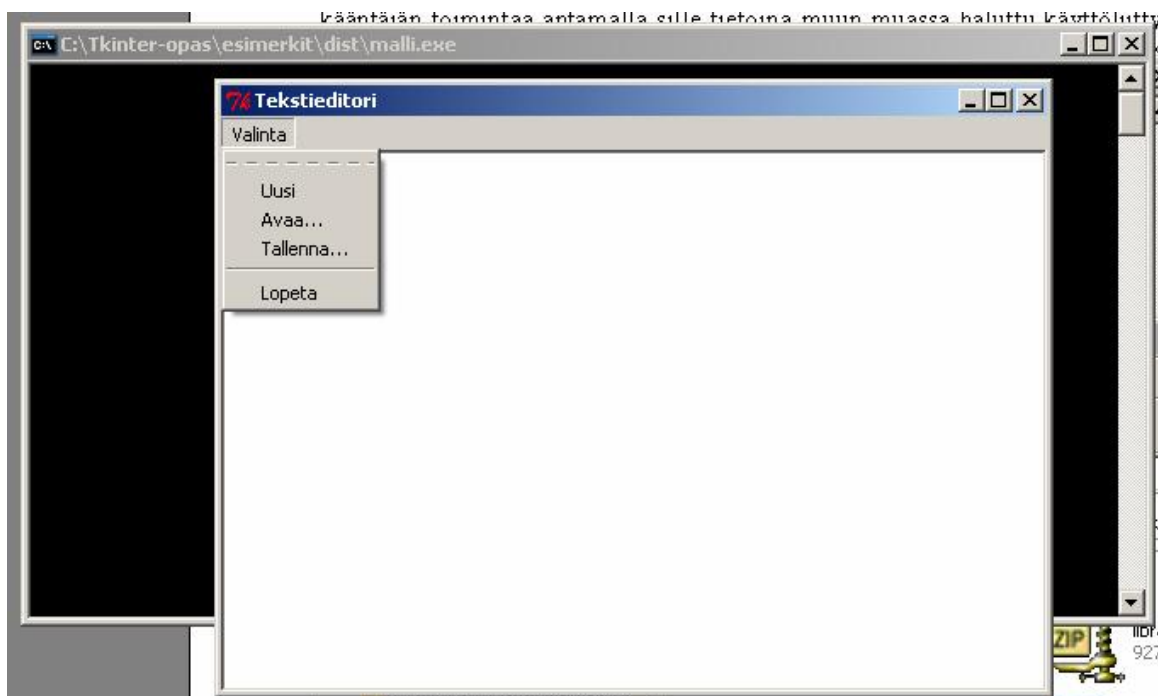 kääntäjän toimintaa antamalla sille tietoina muun muassa haluttu
C:\Tkinter-opas\esimerkit\dist\malli.exe
Tekstieditori
Valinta
Uusi
Avaa...
Tallenna...
Lopeta
ZIP
927